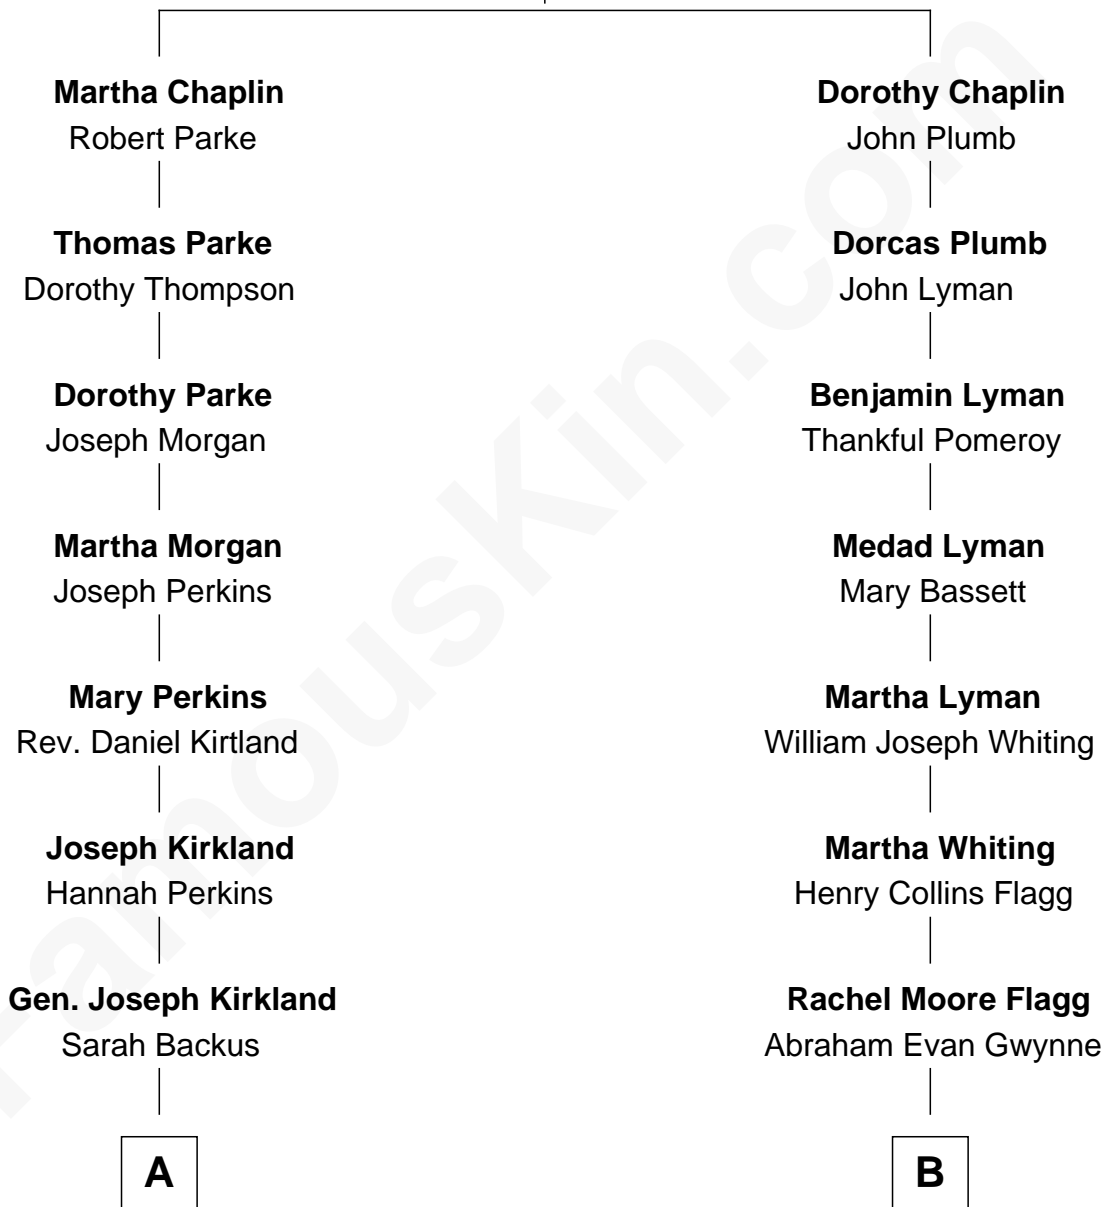 Martha Chaplin
Robert Parke
Thomas Parke
Dorothy Thompson
Dorothy Parke
Joseph Morgan
Martha Morgan
Joseph Perkins
Mary Perkins
Rev. Daniel Kirtland
Joseph Kirkland
Hannah Perkins
Gen. Joseph Kirkland
Sarah Backus
A
Dorothy Chaplin
John Plumb
Dorcas Plumb
John Lyman
Benjamin Lyman
Thankful Pomeroy
Medad Lyman
Mary Bassett
Martha Lyman
William Joseph Whiting
Martha Whiting
Henry Collins Flagg
Rachel Moore Flagg
Abraham Evan Gwynne
B
FamousKin.com